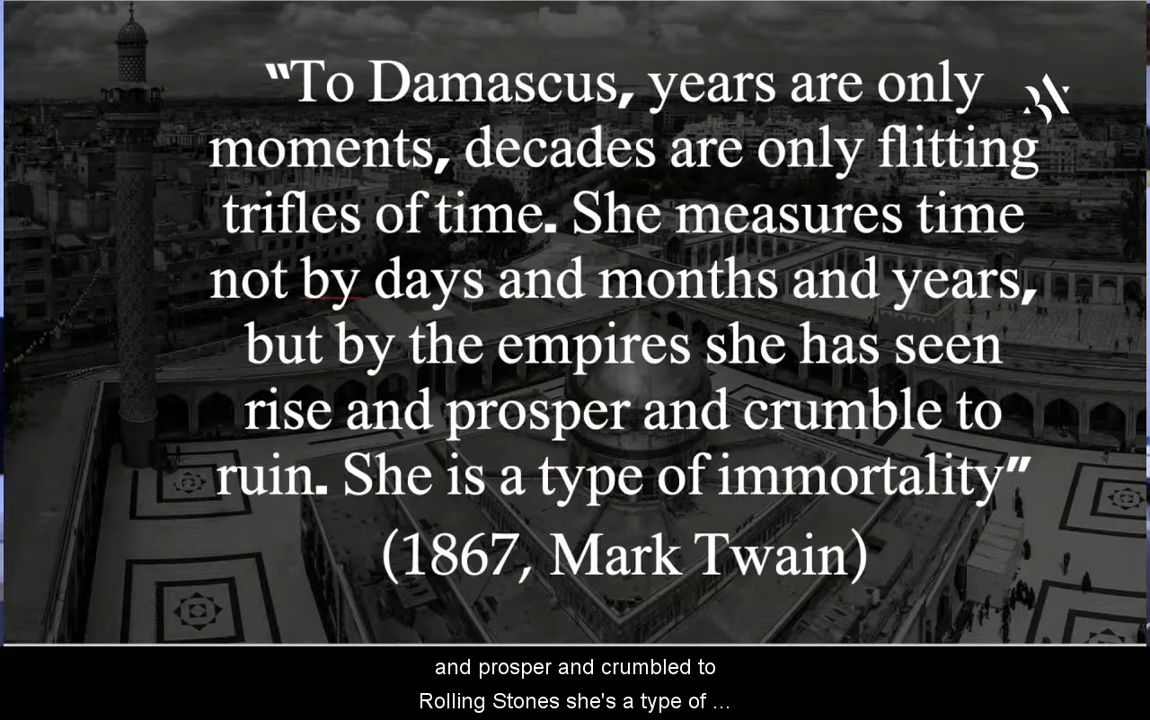 “To Damascus, years are only
moments, decades are only flitting
trifles of time. She measures time
not by days and months and years,
but by the empires she has seen
rise and prosper and crumble to
ruin. She is a type of immortality”
(1867, Mark Twain)
and prosper and crumbled to
Rolling Stones she's a type of ...